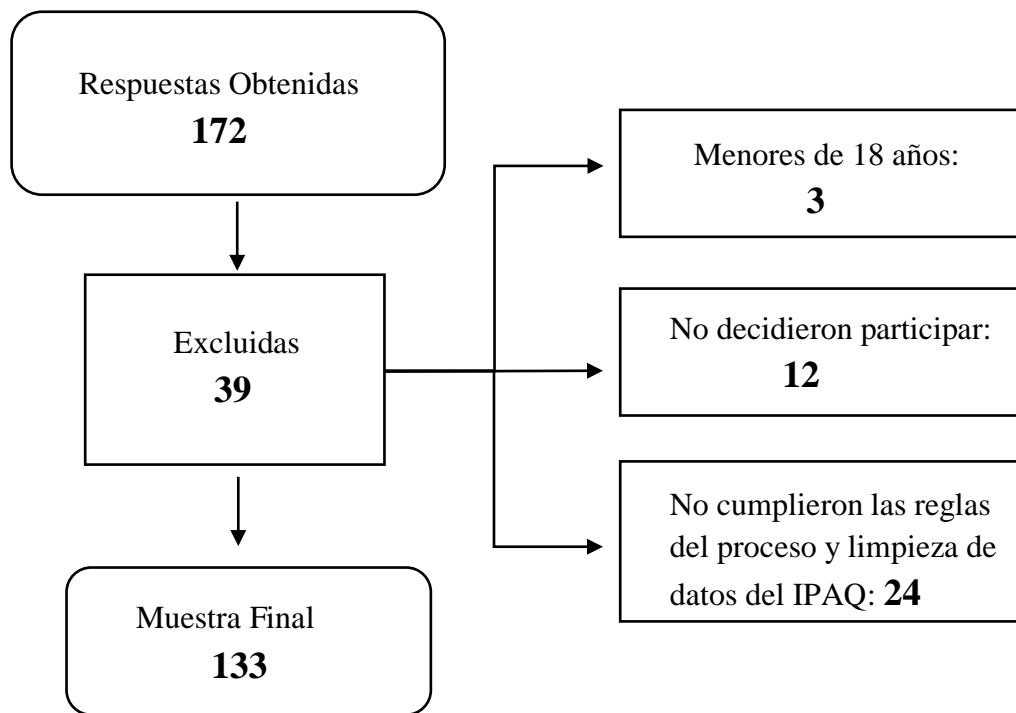 Respuestas Obtenidas
172
Excluidas
39
Muestra Final
133
Menores de 18 años:
3
No decidieron participar:
12
No cumplieron las reglas
del proceso y limpieza de
datos del IPAQ: 24